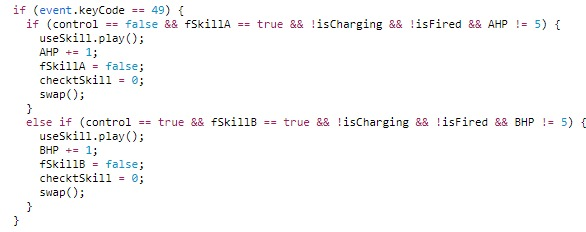 if (event.keyCode == 49) {
if (control == false && fSkillA == true && !isCharging && !isFired && AHP != 5) {
useSkill.play();
AHP += 1;
fSkillA = false;
checktSkill = 0;
swap();
}
else if (control == true && fSkillB == true && !isCharging && !isFired && BHP != 5) {
useSkill.play();
BHP += 1;
fSkillB = false;
checktSkill = 0;
swap();
}
}